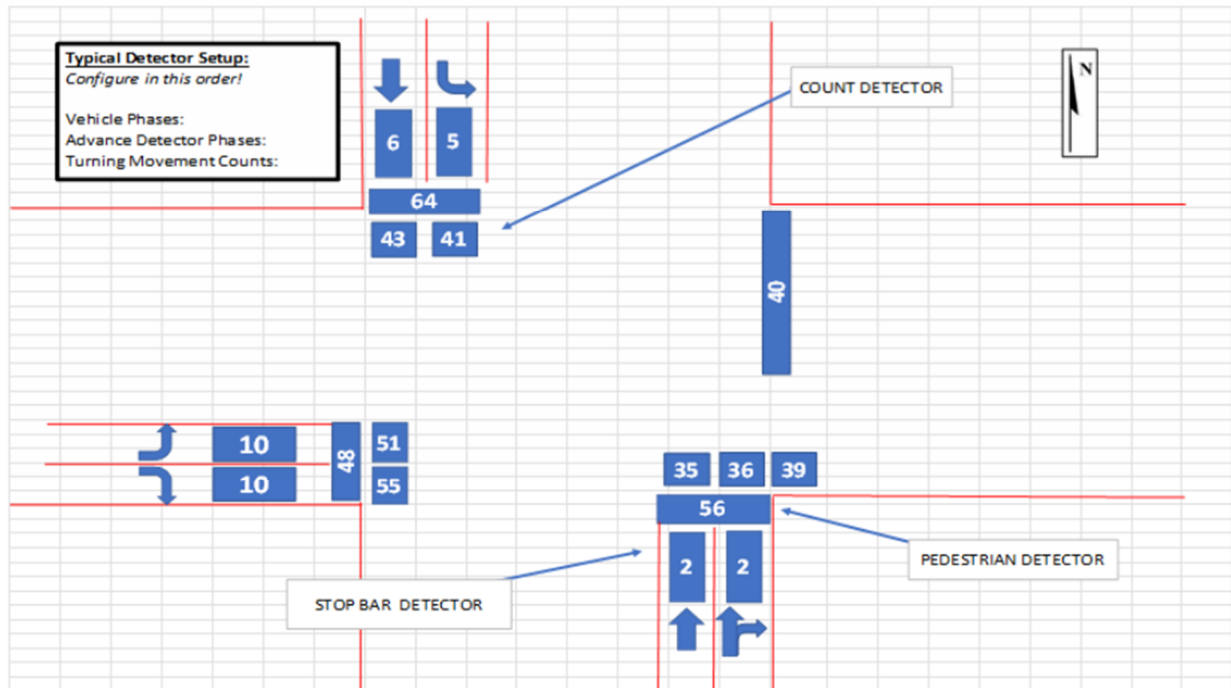 Typical Detector Setup:
Configure in this order!
Vehicle Phases:
Advance Detector Phases:
Turning Movement Counts:
COUNT DETECTOR
N
6
5
64
43
41
40
10
48
51
10
55
35
36
39
56
2
2
PEDESTRIAN DETECTOR
STOP BAR DETECTOR